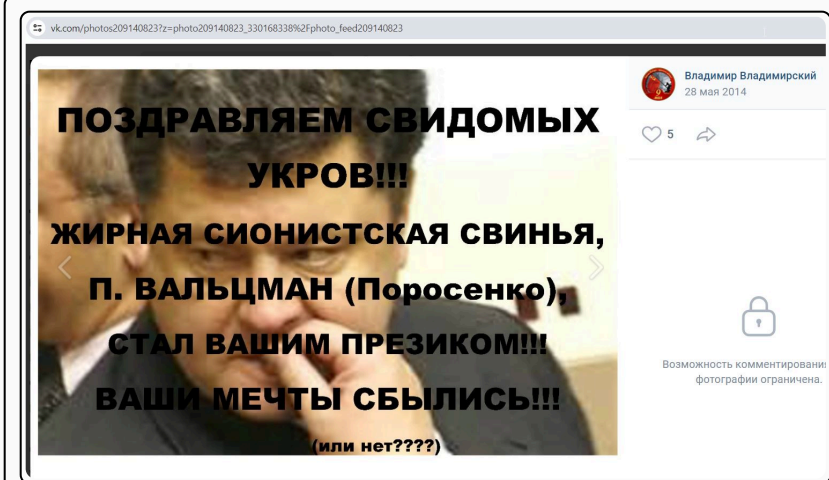 vk.com/photos209140823?z=photo209140823_330168338%2Fphoto_feed209140823
ПОЗДРАВЛЯЕМ СВИДОМЫХ
УКРОВ!!!
ЖИРНАЯ СИОНИСТСКАЯ СВИНЬЯ,
П. ВАЛЬЦМАН (Поросенко),
СТАЛ ВАШИМ ПРЕЗИКОМ!!!
ВАШИ МЕЧТЫ СБЫЛИСЬ!!!
(или нет????)
Владимир Владимирский
28 мая 2014
5
Возможность комментировани
фотографии ограничена.